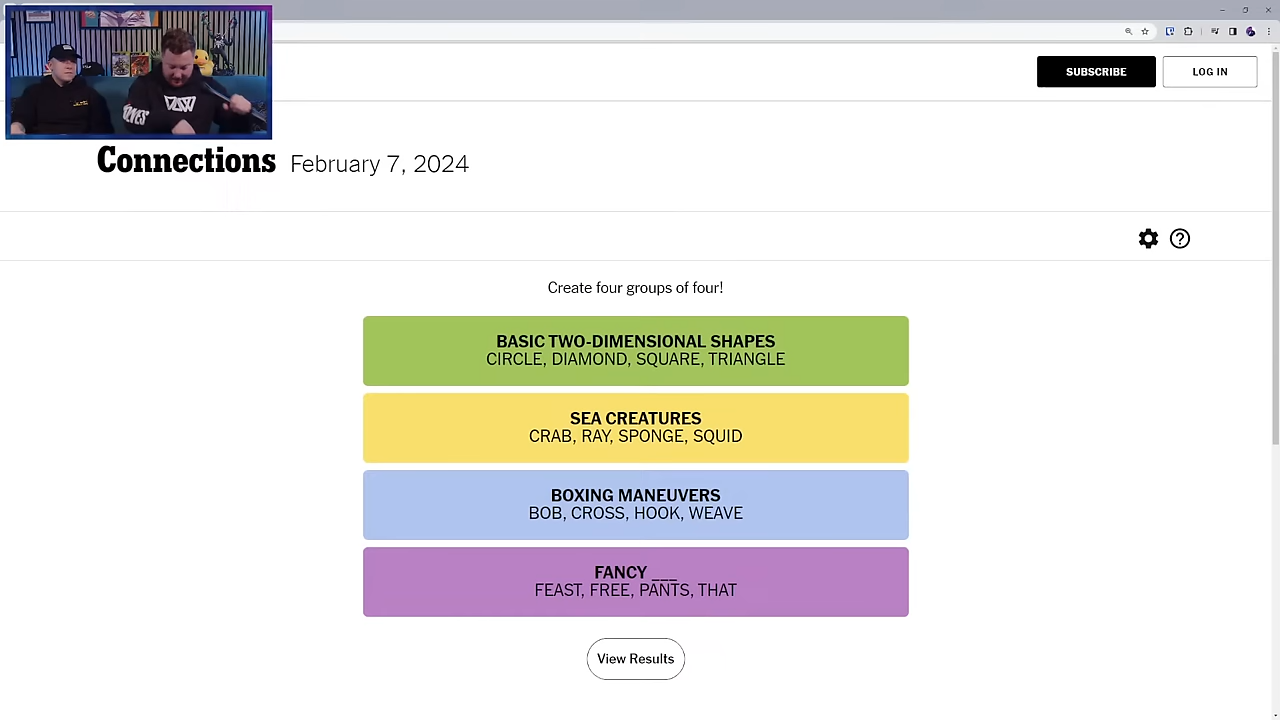 SUBSCRIBE
LOG IN
Connections February 7, 2024
Create four groups of four!
BASIC TWO-DIMENSIONAL SHAPES
CIRCLE, DIAMOND, SQUARE, TRIANGLE
SEA CREATURES
CRAB, RAY, SPONGE, SQUID
BOXING MANEUVERS
BOB, CROSS, HOOK, WEAVE
FANCY ___
FEAST, FREE, PANTS, THAT
View Results